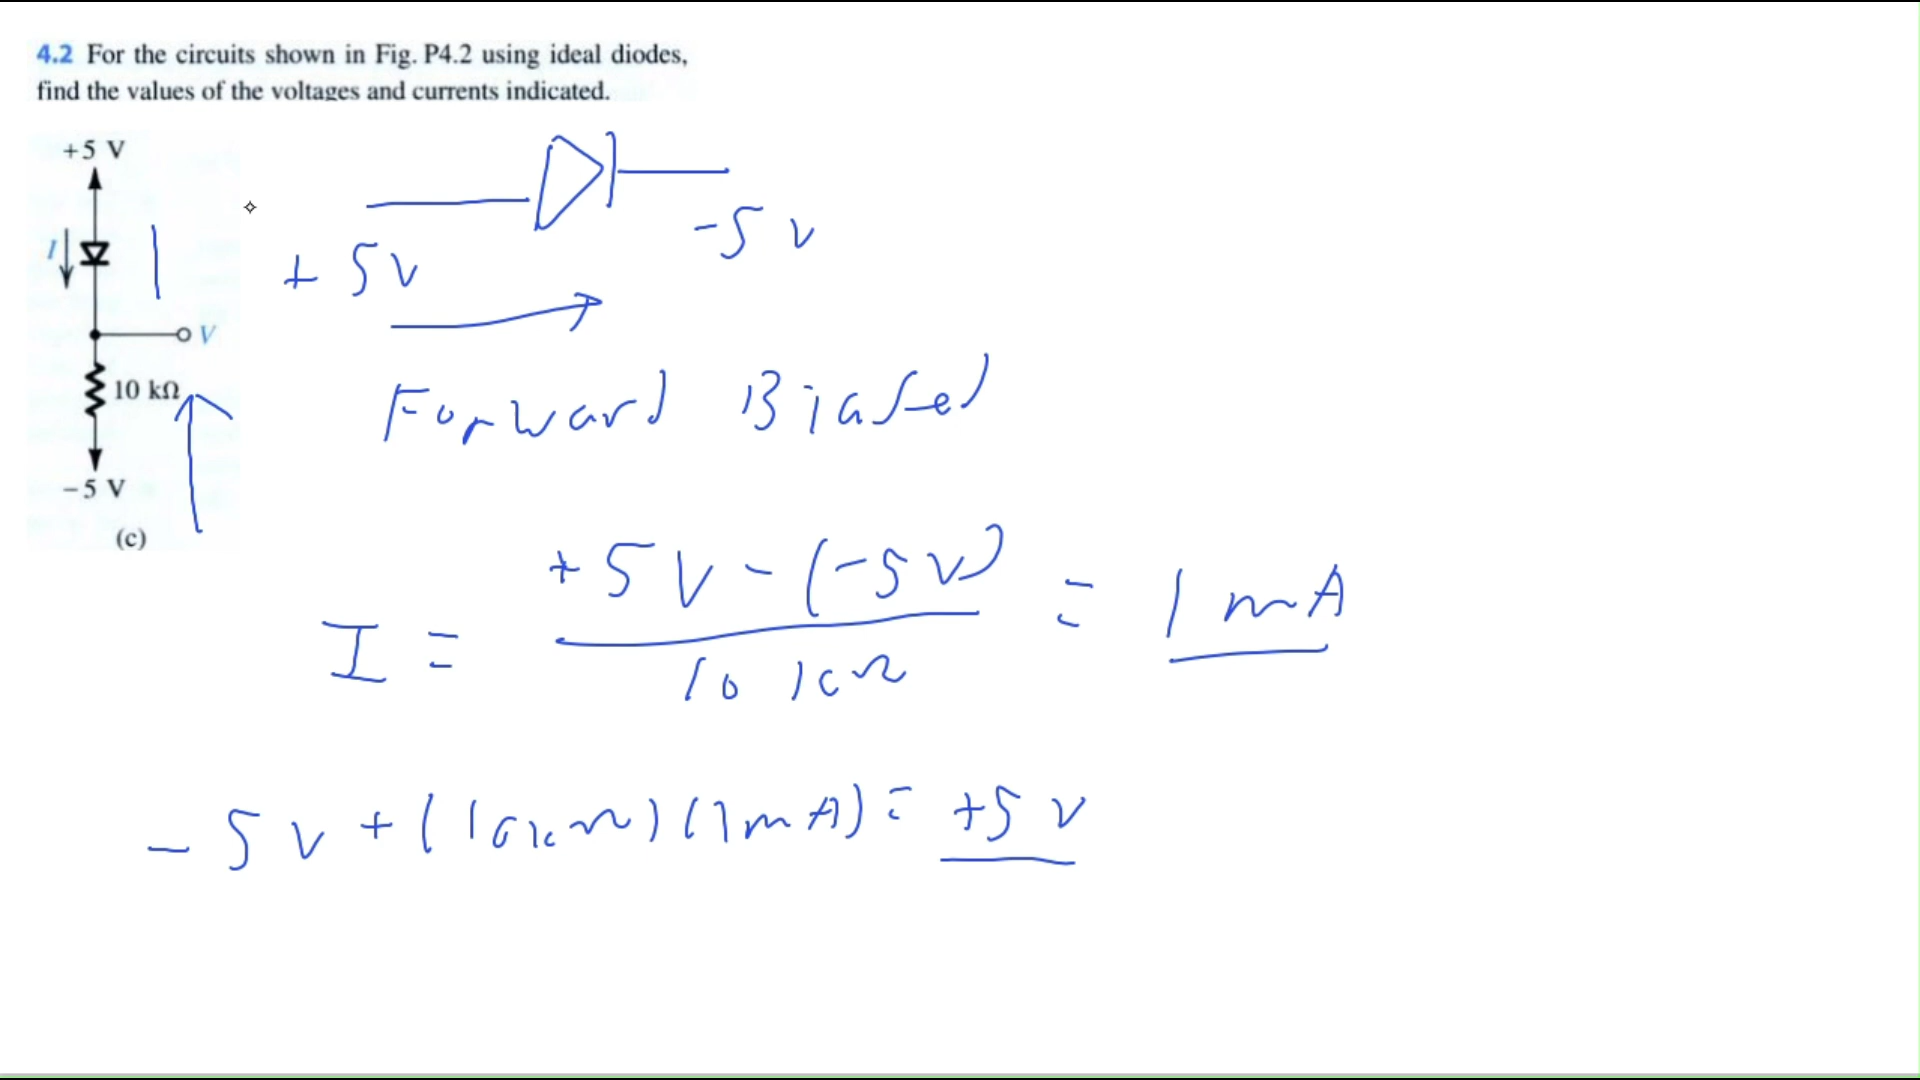 4.2 For the circuits shown in Fig. P4.2 using ideal diodes,
find the values of the voltages and currents indicated.
+5 V
I
V
10 kΩ
−5 V
(c)
+ 5 V
-5 V
Forward Biased
I = +5V - (-5V) / 10 kΩ = 1 mA
- 5 V + (10kΩ)(1mA) = +5 V